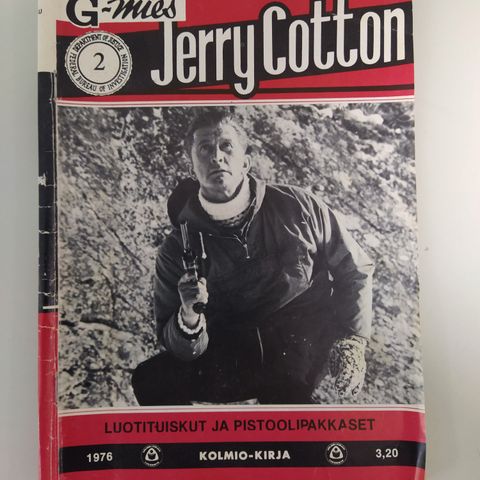 G-mies
Jerry Cotton
FEDERAL BUREAU OF INVESTIGATION
DEPARTMENT OF JUSTICE
2
LUOTITUISKUT JA PISTOOLIPAKKASET
1976
KOLMIO-KIRJA
3,20